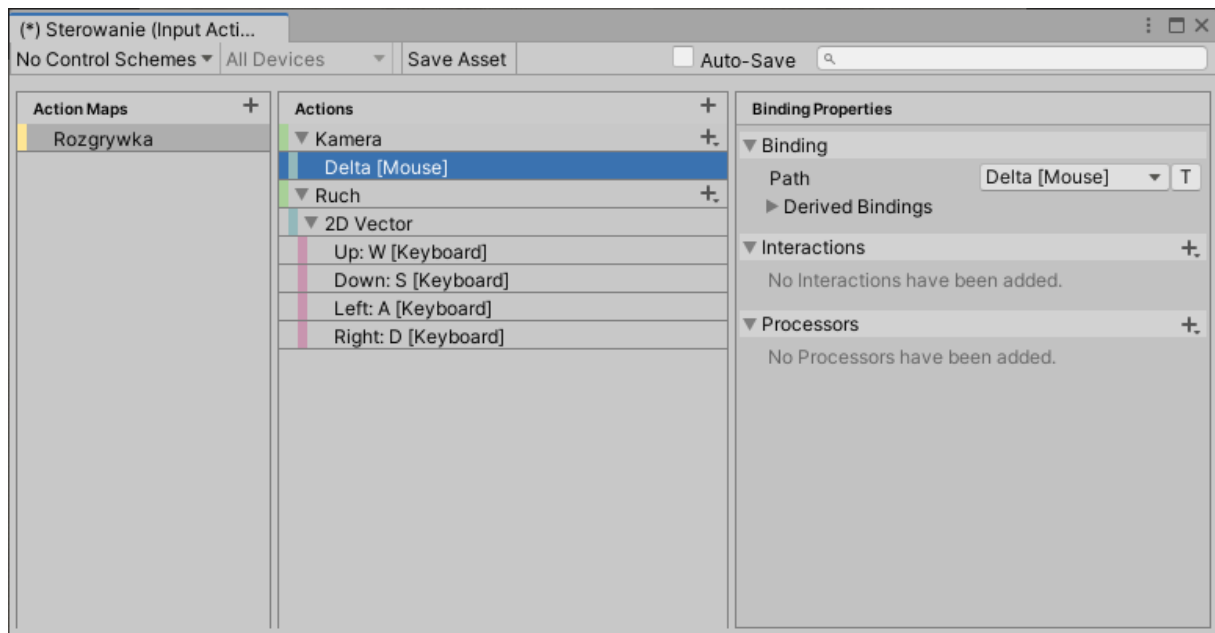 (*) Sterowanie (Input Acti...
No Control Schemes All Devices Save Asset Auto-Save
Action Maps
Rozgrywka
Actions
Kamera
Delta [Mouse]
Ruch
2D Vector
Up: W [Keyboard]
Down: S [Keyboard]
Left: A [Keyboard]
Right: D [Keyboard]
Binding Properties
Binding
Path Delta [Mouse] T
Derived Bindings
Interactions
No Interactions have been added.
Processors
No Processors have been added.